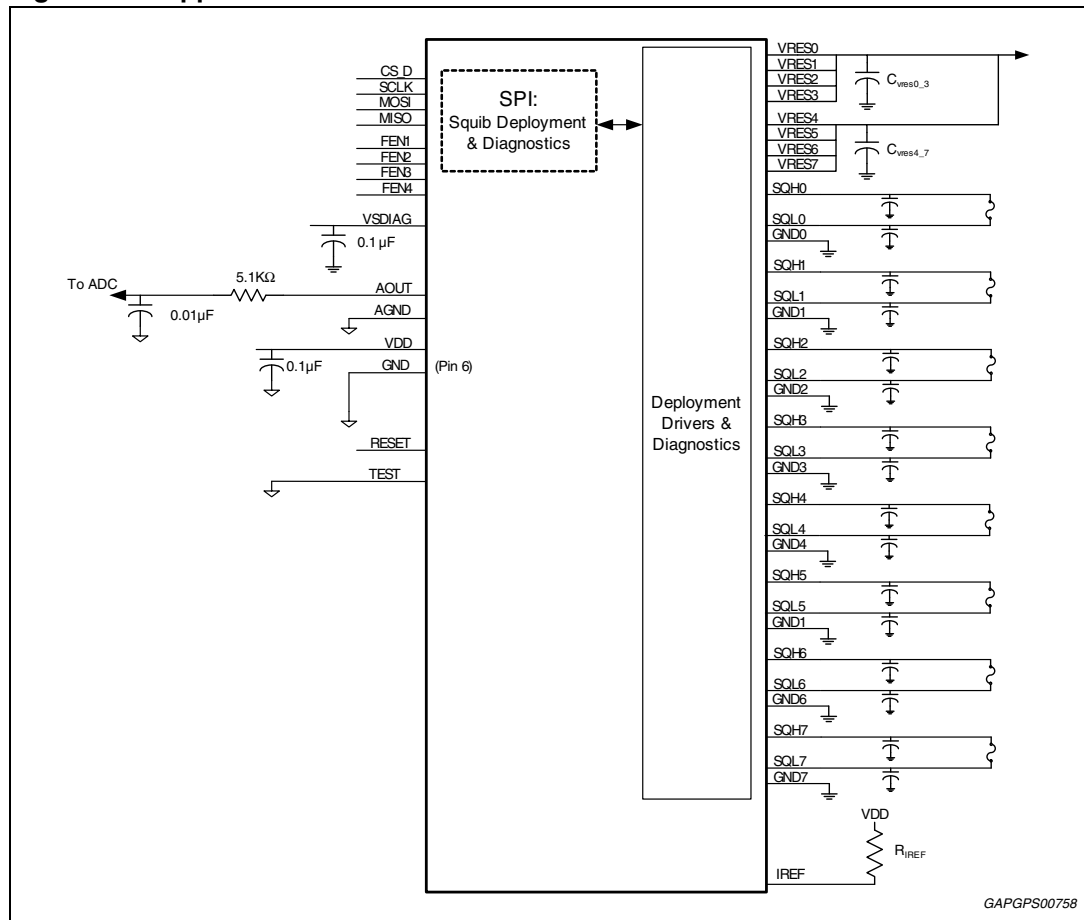 CS_D
SCLK
MOSI
MISO
FEN1
FEN2
FEN3
FEN4
VSDIAG
0.1µF
To ADC
5.1KΩ
0.01µF
AOUT
AGND
VDD
0.1µF
GND
(Pin 6)
RESET
TEST
SPI:
Squib Deployment
& Diagnostics
Deployment
Drivers &
Diagnostics
VRES0
VRES1
VRES2
VRES3
Cvres0_3
VRES4
VRES5
VRES6
VRES7
Cvres4_7
SQH0
SQL0
GND0
SQH1
SQL1
GND1
SQH2
SQL2
GND2
SQH3
SQL3
GND3
SQH4
SQL4
GND4
SQH5
SQL5
GND1
SQH6
SQL6
GND6
SQH7
SQL7
GND7
VDD
RIREF
IREF
GAPGPS00758